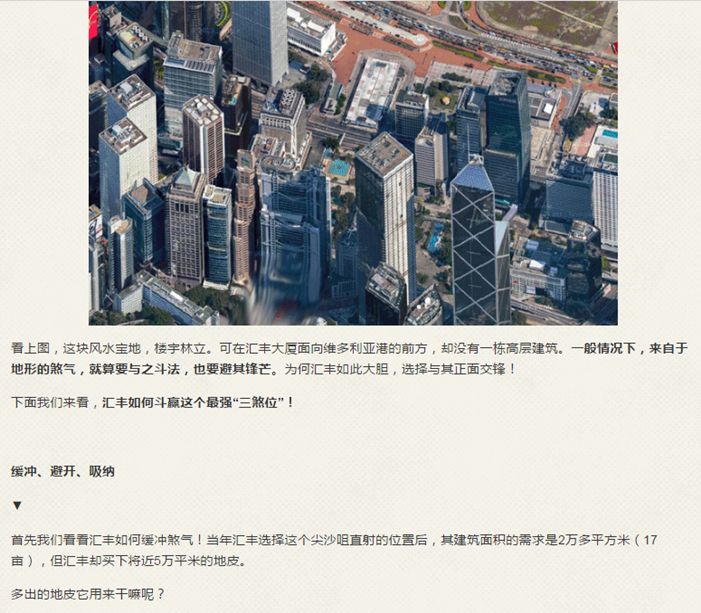 看上图，这块风水宝地，楼宇林立。可在汇丰大厦面向维多利亚港的前方，却没有一栋高层建筑。一般情况下，来自于
地形的煞气，就算要与之斗法，也要避其锋芒。为何汇丰如此大胆，选择与其正面交锋！
下面我们来看，汇丰如何斗赢这个最强“三煞位”！
缓冲、避开、吸纳
▼
首先我们看看汇丰如何缓冲煞气！当年汇丰选择这个尖沙咀直射的位置后，其建筑面积的需求是2万多平方米（17
亩），但汇丰却买下将近5万平米的地皮。
多出的地皮它用来干嘛呢？